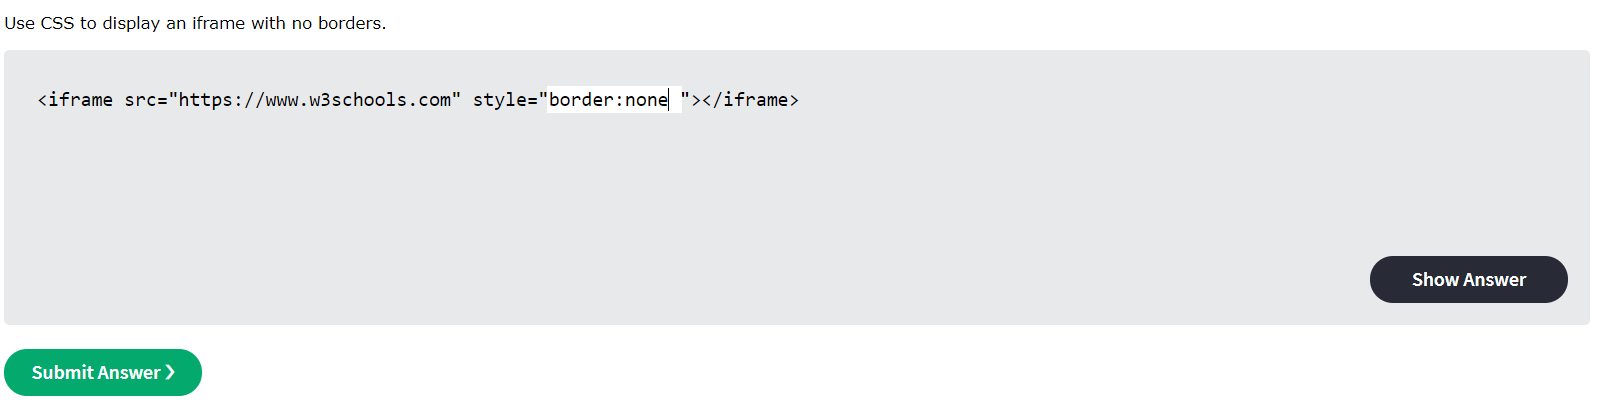 Use CSS to display an iframe with no borders.
<iframe src="https://www.w3schools.com" style="border:none "></iframe>
Show Answer
Submit Answer ❯